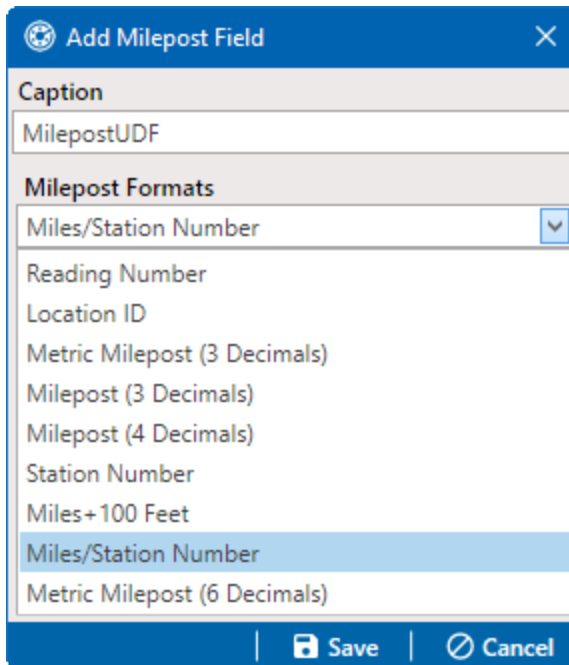 Add Milepost Field
Caption
MilepostUDF
Milepost Formats
Miles/Station Number
Reading Number
Location ID
Metric Milepost (3 Decimals)
Milepost (3 Decimals)
Milepost (4 Decimals)
Station Number
Miles+100 Feet
Miles/Station Number
Metric Milepost (6 Decimals)
Save Cancel